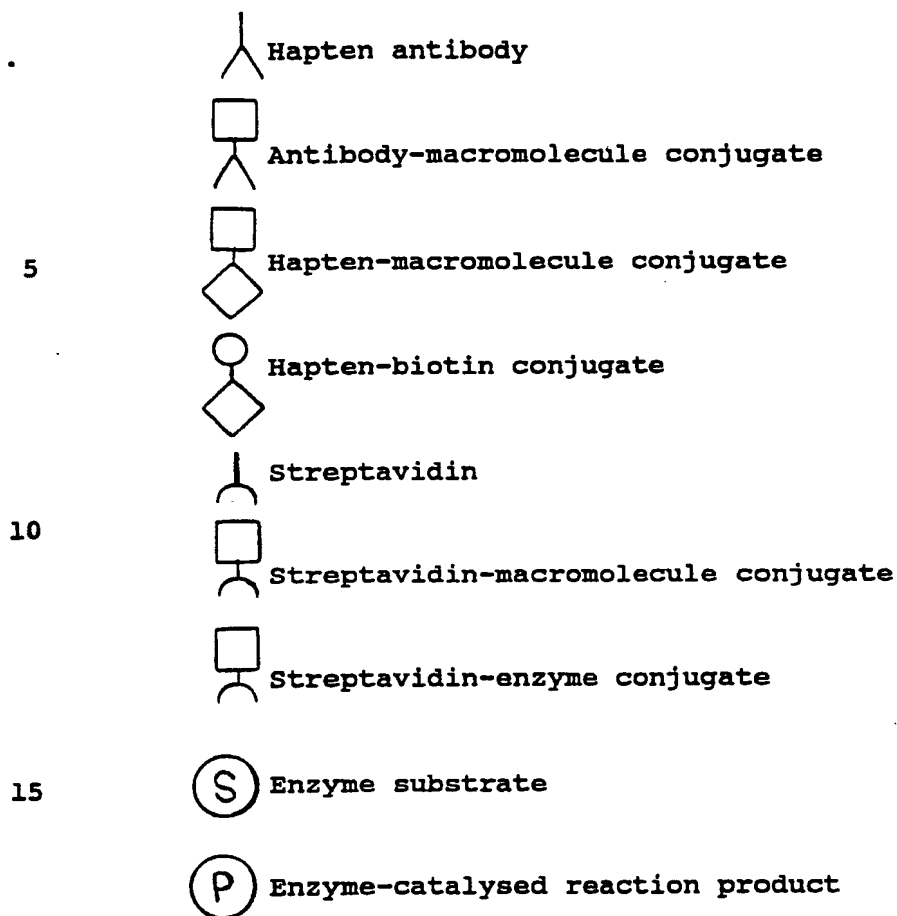 Hapten antibody
Antibody-macromolecule conjugate
5 Hapten-macromolecule conjugate
Hapten-biotin conjugate
Streptavidin
10
Streptavidin-macromolecule conjugate
Streptavidin-enzyme conjugate
15 S Enzyme substrate
P Enzyme-catalysed reaction product